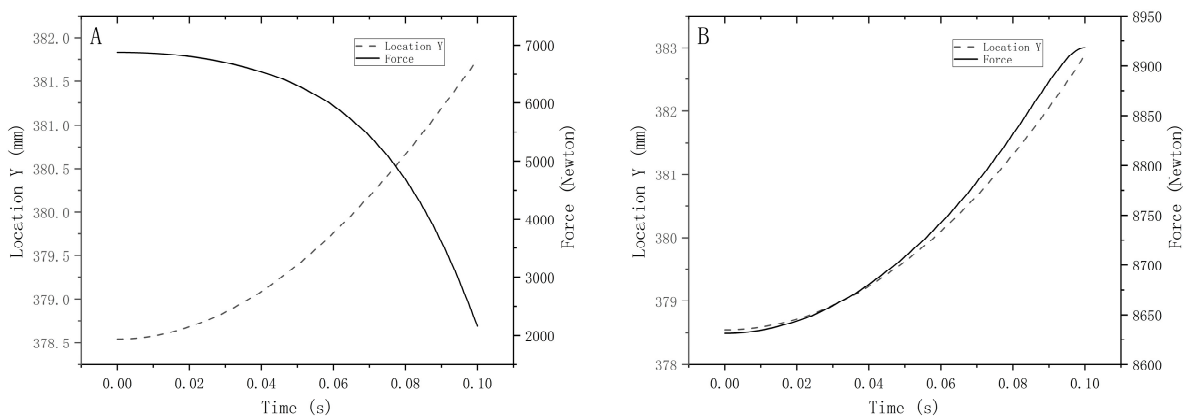 A
Location Y
Force
382.0
381.5
381.0
380.5
380.0
379.5
379.0
378.5
Location Y (mm)
7000
6000
5000
4000
3000
2000
Force (Newton)
0.00 0.02 0.04 0.06 0.08 0.10
Time (s)
B
Location Y
Force
383
382
381
380
379
378
Location Y (mm)
8950
8900
8850
8800
8750
8700
8650
8600
Force (Newton)
0.00 0.02 0.04 0.06 0.08 0.10
Time (s)